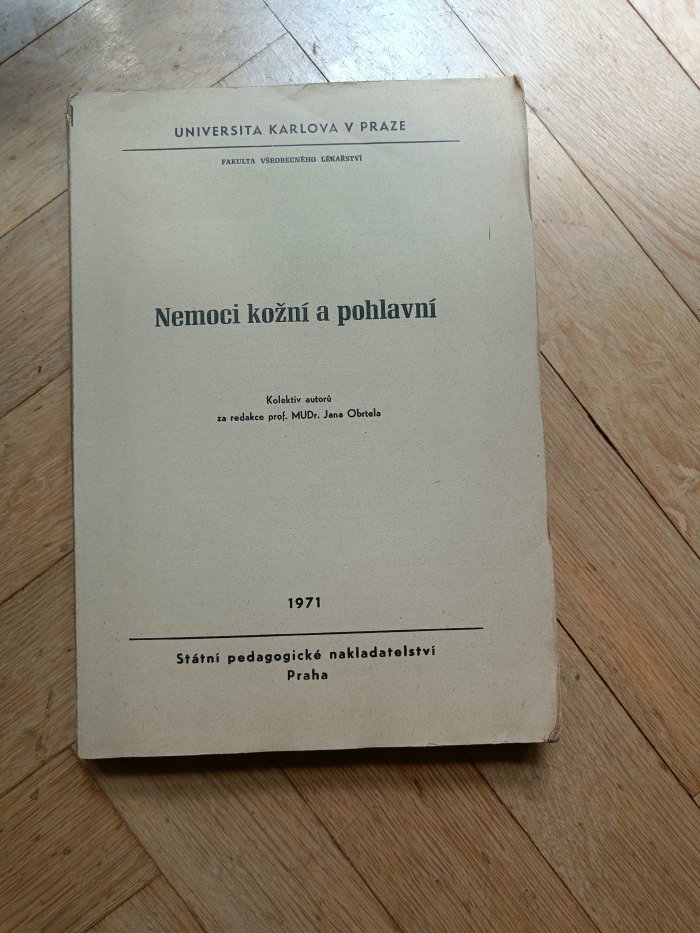 UNIVERSITA KARLOVA V PRAZE
FAKULTA VŠEOBECNÉHO LÉKAŘSTVÍ
Nemoci kožní a pohlavní
Kolektiv autorů
za redakce prof. MUDr. Jana Obrtela
1971
Státní pedagogické nakladatelství
Praha